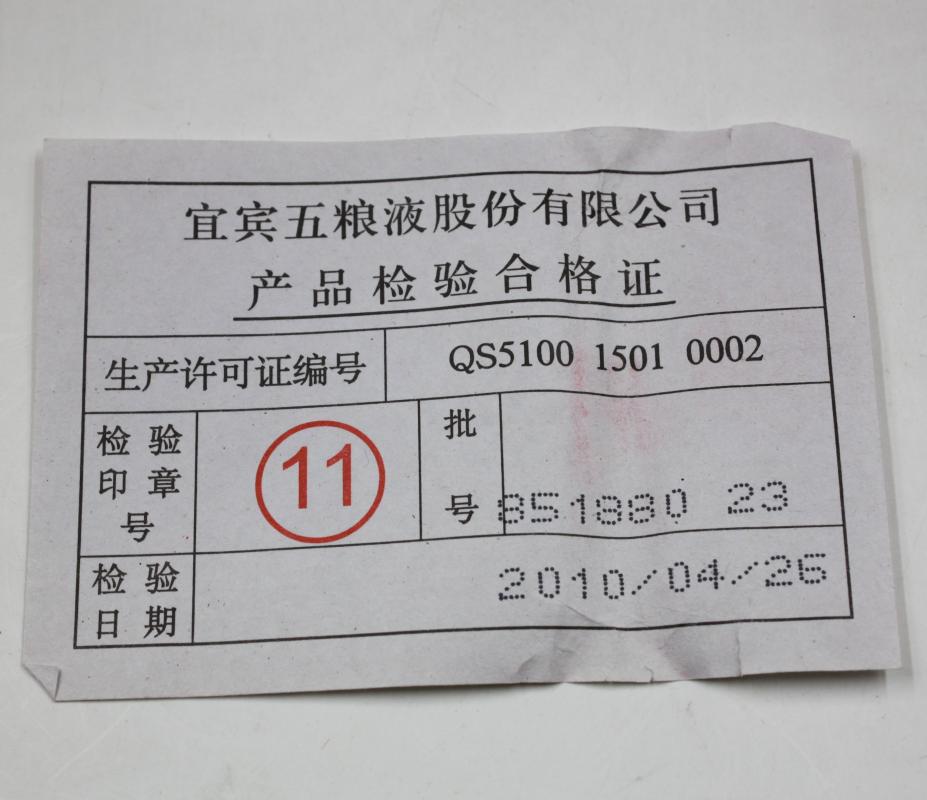 宜宾五粮液股份有限公司
产品检验合格证
生产许可证编号 QS5100 1501 0002
检验印章号 11 批号 851880 23
检验日期 2010/04/26